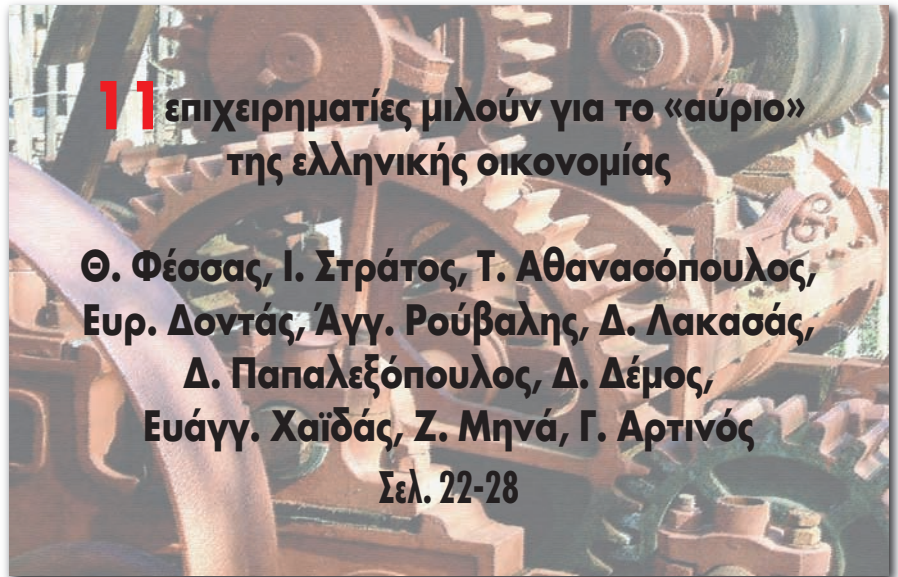 11 επιχειρηματίες μιλούν για το «αύριο»
της ελληνικής οικονομίας
Θ. Φέσσας, Ι. Στράτος, Τ. Αθανασόπουλος,
Ευρ. Δοντάς, Άγγ. Ρούβαλης, Δ. Λακασάς,
Δ. Παπαλεξόπουλος, Δ. Δέμος,
Ευάγγ. Χαϊδάς, Ζ. Μηνά, Γ. Αρτινός
Σελ. 22-28